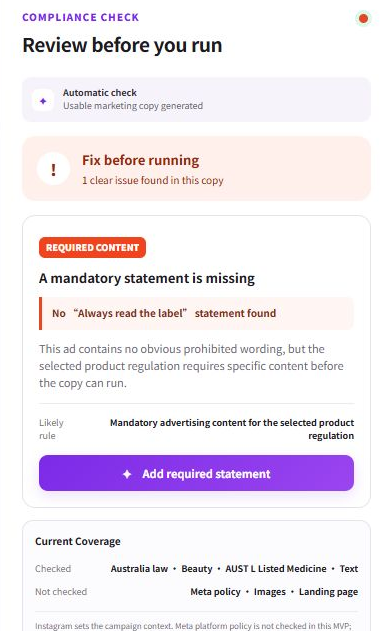 COMPLIANCE CHECK
Review before you run
Automatic check
Usable marketing copy generated
!
Fix before running
1 clear issue found in this copy
REQUIRED CONTENT
A mandatory statement is missing
No “Always read the label” statement found
This ad contains no obvious prohibited wording, but the
selected product regulation requires specific content before
the copy can run.
Likely rule
Mandatory advertising content for the selected product
regulation
Add required statement
Current Coverage
Checked Australia law • Beauty • AUST L Listed Medicine • Text
Not checked Meta policy • Images • Landing page
Instagram sets the campaign context. Meta platform policy is not checked in this MVP;